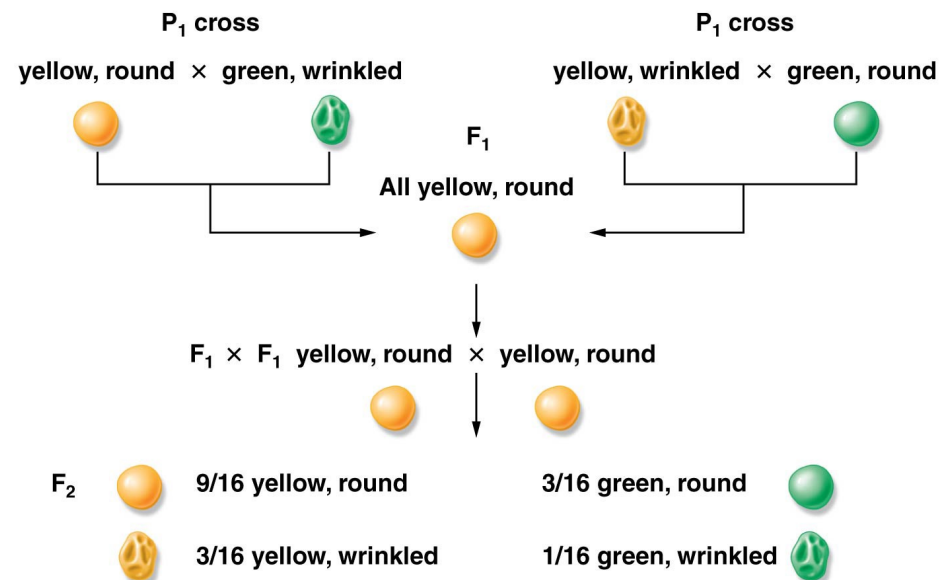 P₁ cross
yellow, round × green, wrinkled
P₁ cross
yellow, wrinkled × green, round
F₁
All yellow, round
F₁ × F₁ yellow, round × yellow, round
F₂
9/16 yellow, round
3/16 green, round
3/16 yellow, wrinkled
1/16 green, wrinkled